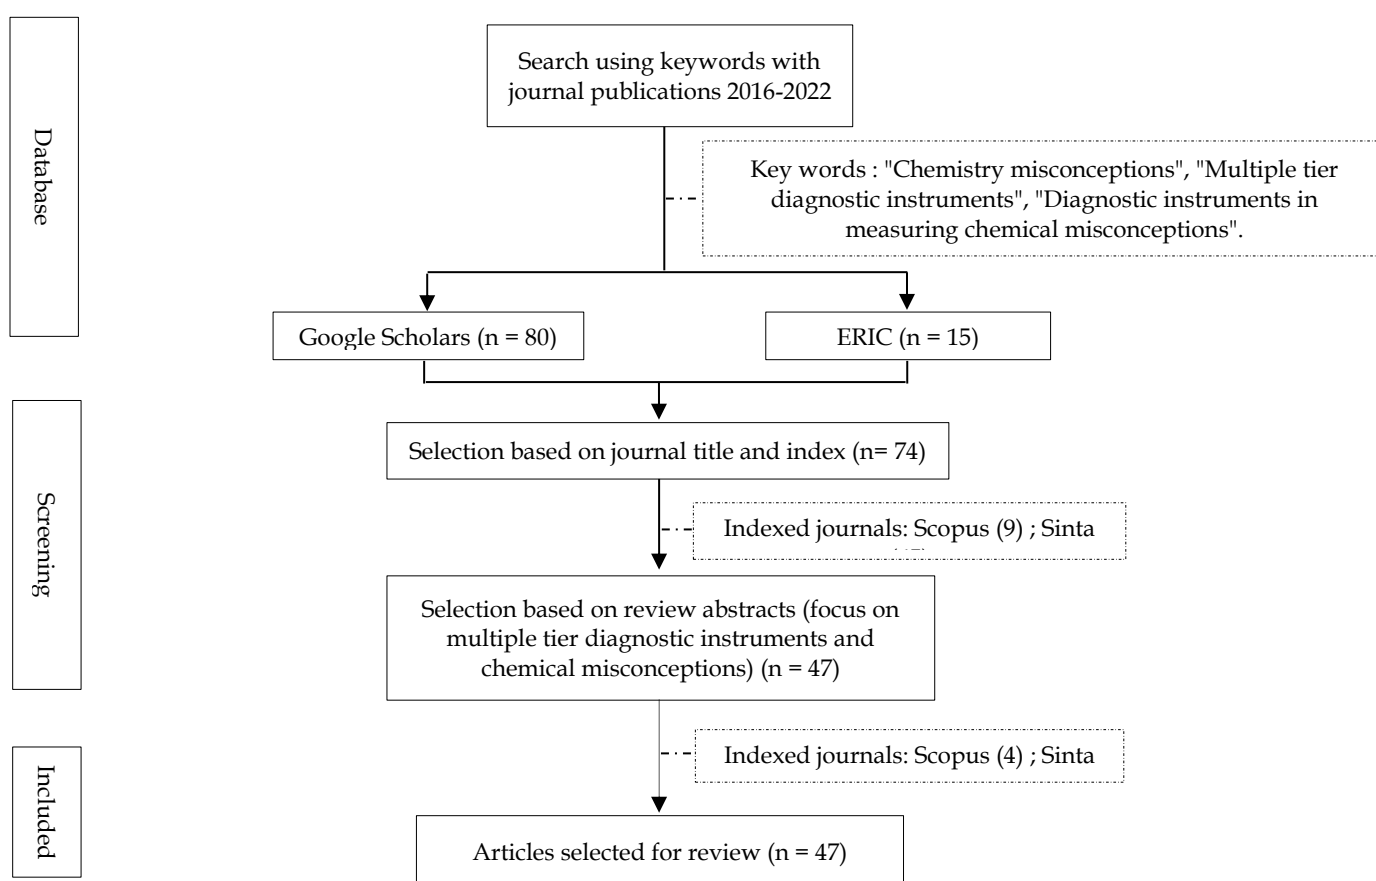 Database
Search using keywords with
journal publications 2016-2022
Key words : "Chemistry misconceptions", "Multiple tier
diagnostic instruments", "Diagnostic instruments in
measuring chemical misconceptions".
Google Scholars (n = 80)
ERIC (n = 15)
Screening
Selection based on journal title and index (n= 74)
Indexed journals: Scopus (9) ; Sinta
Selection based on review abstracts (focus on
multiple tier diagnostic instruments and
chemical misconceptions) (n = 47)
Included
Indexed journals: Scopus (4) ; Sinta
Articles selected for review (n = 47)